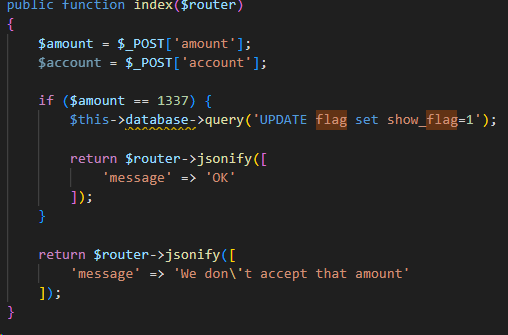 public function index($router)
{
$amount = $_POST['amount'];
$account = $_POST['account'];
if ($amount == 1337) {
$this->database->query('UPDATE flag set show_flag=1');
return $router->jsonify([
'message' => 'OK'
]);
}
return $router->jsonify([
'message' => 'We don\'t accept that amount'
]);
}